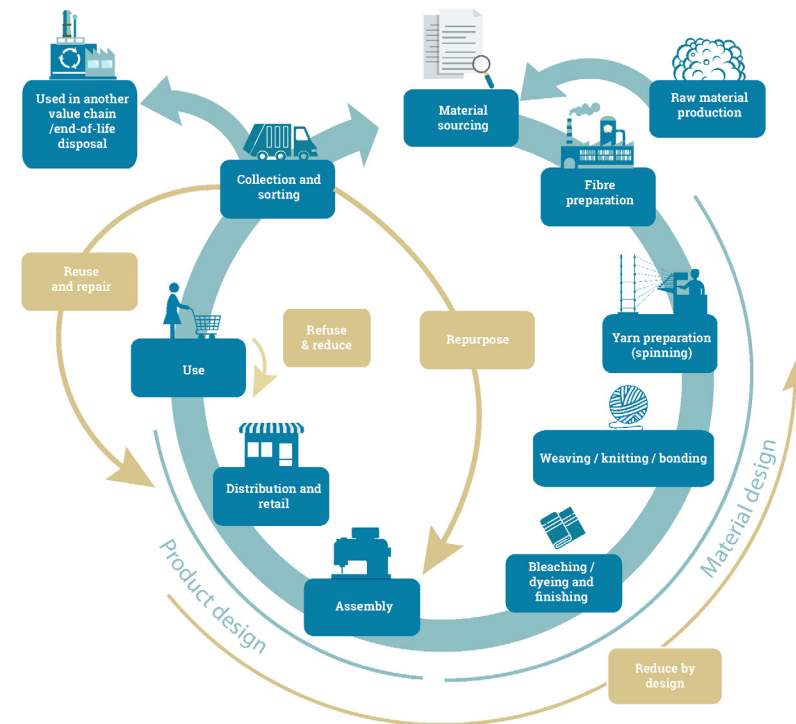 Used in another
value chain
/end-of-life
disposal
Material
sourcing
Raw material
production
Collection and
sorting
Fibre
preparation
Reuse
and repair
Refuse
& reduce
Repurpose
Yarn preparation
(spinning)
Use
Weaving / knitting / bonding
Distribution and
retail
Bleaching /
dyeing and
finishing
Assembly
Product design
Material design
Reduce by
design